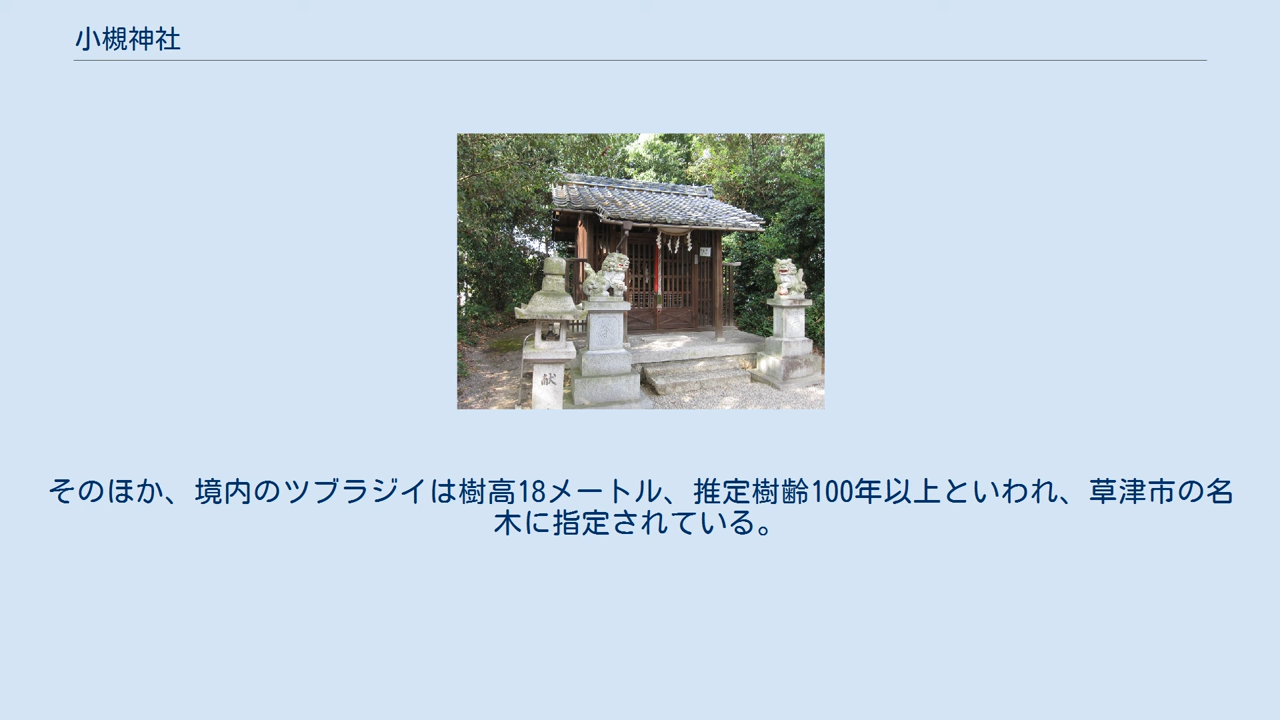 小槻神社
献
そのほか、境内のツブラジイは樹高18メートル、推定樹齢100年以上といわれ、草津市の名
木に指定されている。